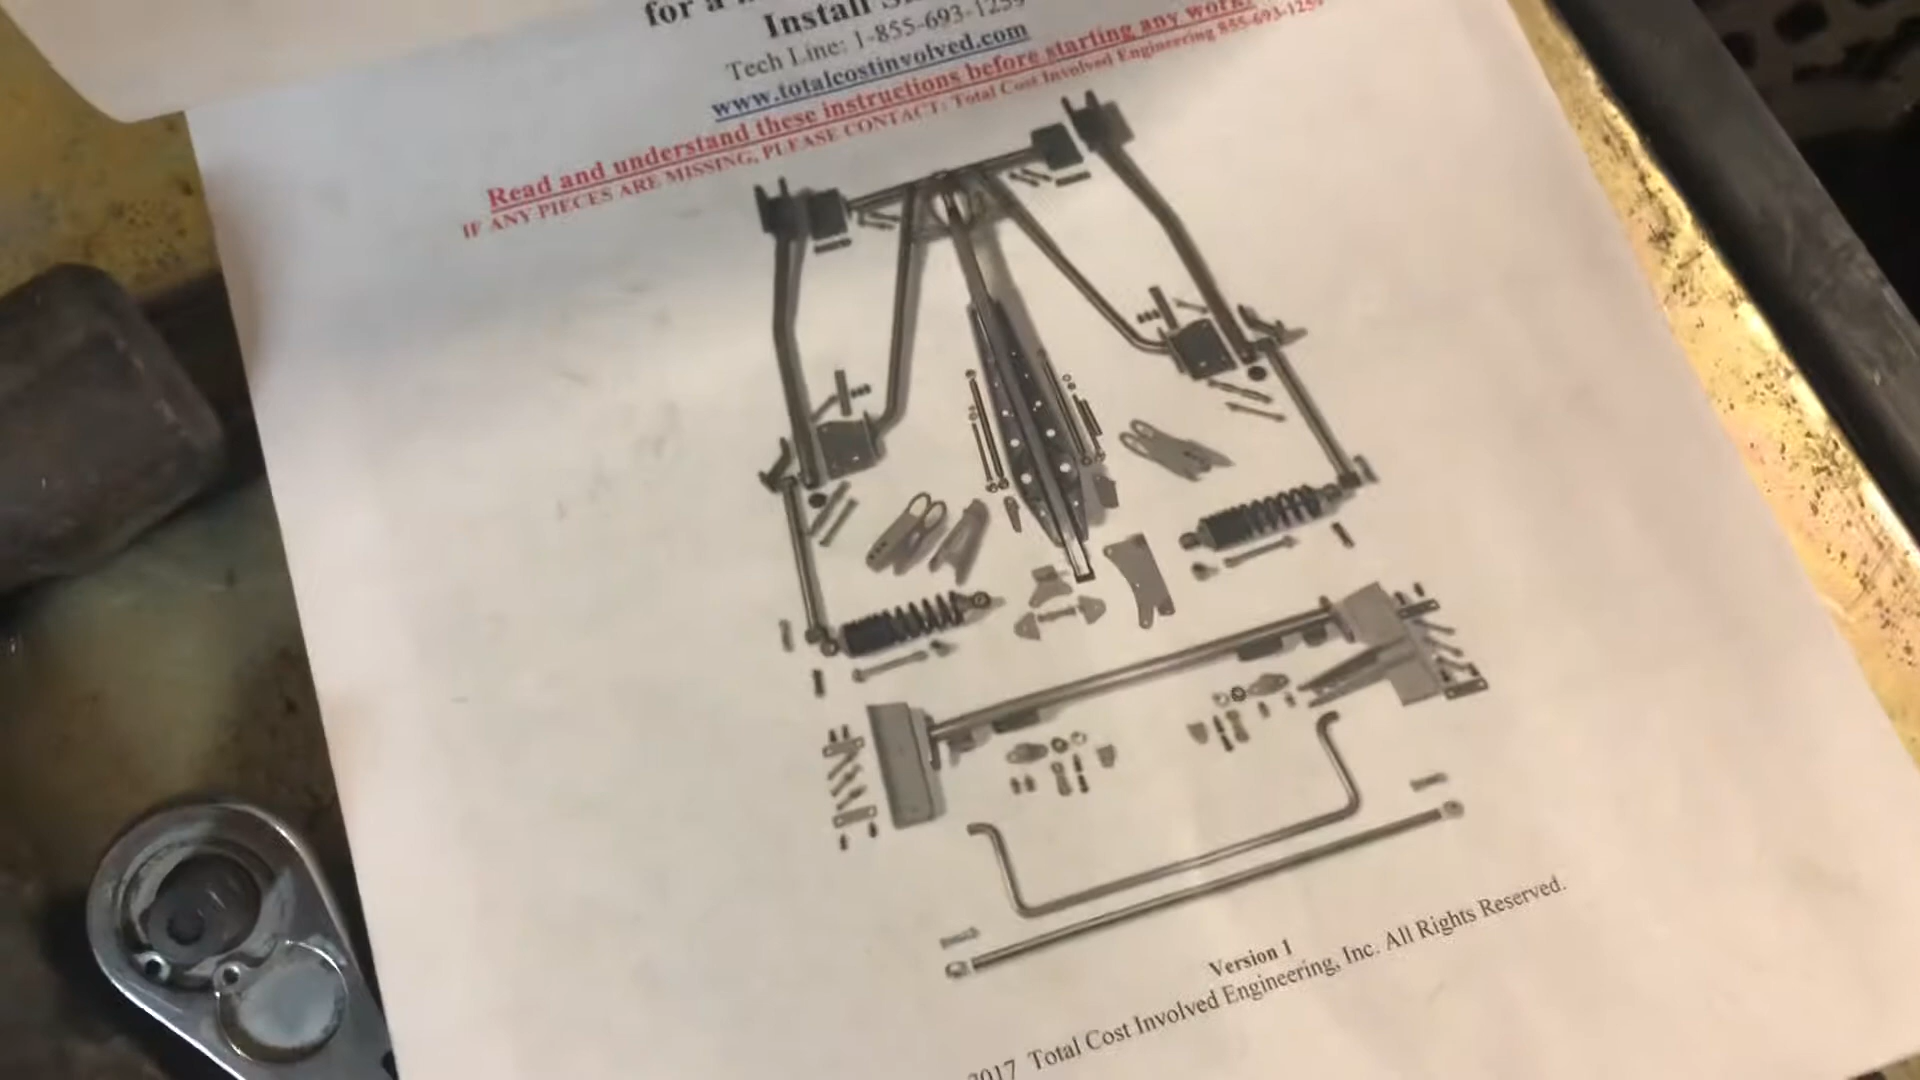 for a
Install
Tech Line: 1-855-693-1259
www.totalcostinvolved.com
Read and understand these instructions before starting any work.
IF ANY PIECES ARE MISSING, PLEASE CONTACT: Total Cost Involved Engineering 855-693-1259
Version 1
2017 Total Cost Involved Engineering, Inc. All Rights Reserved.